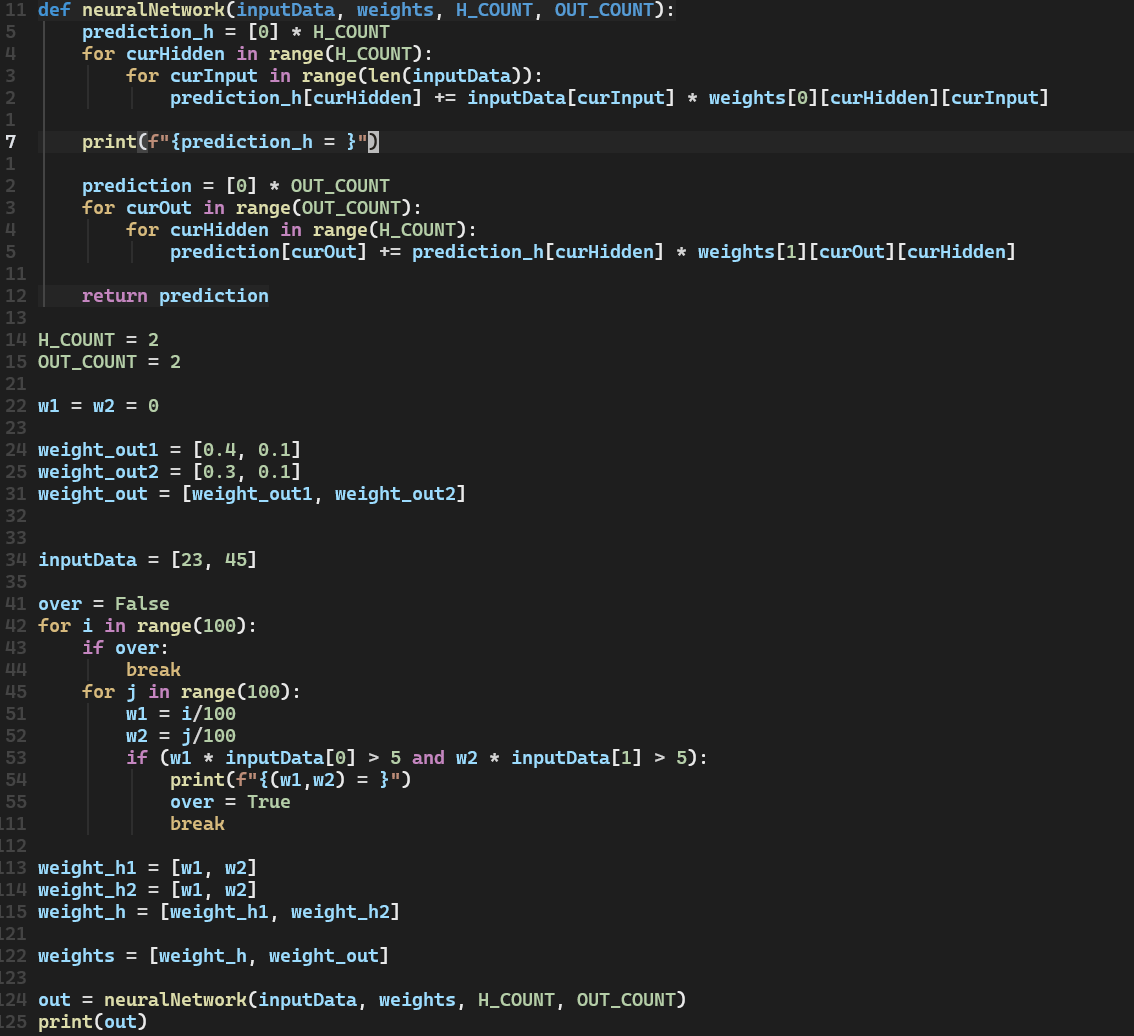 11 def neuralNetwork(inputData, weights, H_COUNT, OUT_COUNT):
5     prediction_h = [0] * H_COUNT
4     for curHidden in range(H_COUNT):
3         for curInput in range(len(inputData)):
2             prediction_h[curHidden] += inputData[curInput] * weights[0][curHidden][curInput]
1
7     print(f"{prediction_h = }")
1
2     prediction = [0] * OUT_COUNT
3     for curOut in range(OUT_COUNT):
4         for curHidden in range(H_COUNT):
5             prediction[curOut] += prediction_h[curHidden] * weights[1][curOut][curHidden]
11
12     return prediction
13
14 H_COUNT = 2
15 OUT_COUNT = 2
21
22 w1 = w2 = 0
23
24 weight_out1 = [0.4, 0.1]
25 weight_out2 = [0.3, 0.1]
31 weight_out = [weight_out1, weight_out2]
32
33
34 inputData = [23, 45]
35
41 over = False
42 for i in range(100):
43     if over:
44         break
45     for j in range(100):
51         w1 = i/100
52         w2 = j/100
53         if (w1 * inputData[0] > 5 and w2 * inputData[1] > 5):
54             print(f"{(w1,w2) = }")
55             over = True
111             break
112
113 weight_h1 = [w1, w2]
114 weight_h2 = [w1, w2]
115 weight_h = [weight_h1, weight_h2]
121
122 weights = [weight_h, weight_out]
123
124 out = neuralNetwork(inputData, weights, H_COUNT, OUT_COUNT)
125 print(out)